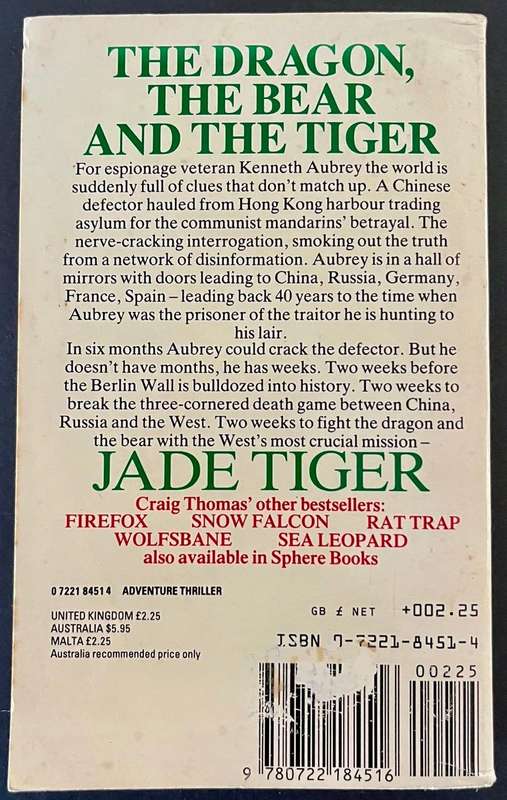 THE DRAGON,
THE BEAR
AND THE TIGER
For espionage veteran Kenneth Aubrey the world is
suddenly full of clues that don't match up. A Chinese
defector hauled from Hong Kong harbour trading
asylum for the communist mandarins' betrayal. The
nerve-cracking interrogation, smoking out the truth
from a network of disinformation. Aubrey is in a hall of
mirrors with doors leading to China, Russia, Germany,
France, Spain – leading back 40 years to the time when
Aubrey was the prisoner of the traitor he is hunting to
his lair.
In six months Aubrey could crack the defector. But he
doesn't have months, he has weeks. Two weeks before
the Berlin Wall is bulldozed into history. Two weeks to
break the three-cornered death game between China,
Russia and the West. Two weeks to fight the dragon and
the bear with the West's most crucial mission –
JADE TIGER
Craig Thomas' other bestsellers:
FIREFOX SNOW FALCON RAT TRAP
WOLFSBANE SEA LEOPARD
also available in Sphere Books
0 7221 8451 4 ADVENTURE THRILLER
UNITED KINGDOM £2.25
AUSTRALIA $5.95
MALTA £2.25
Australia recommended price only
GB £ NET +002.25
ISBN 0-7221-8451-4
00225
9 780722 184516